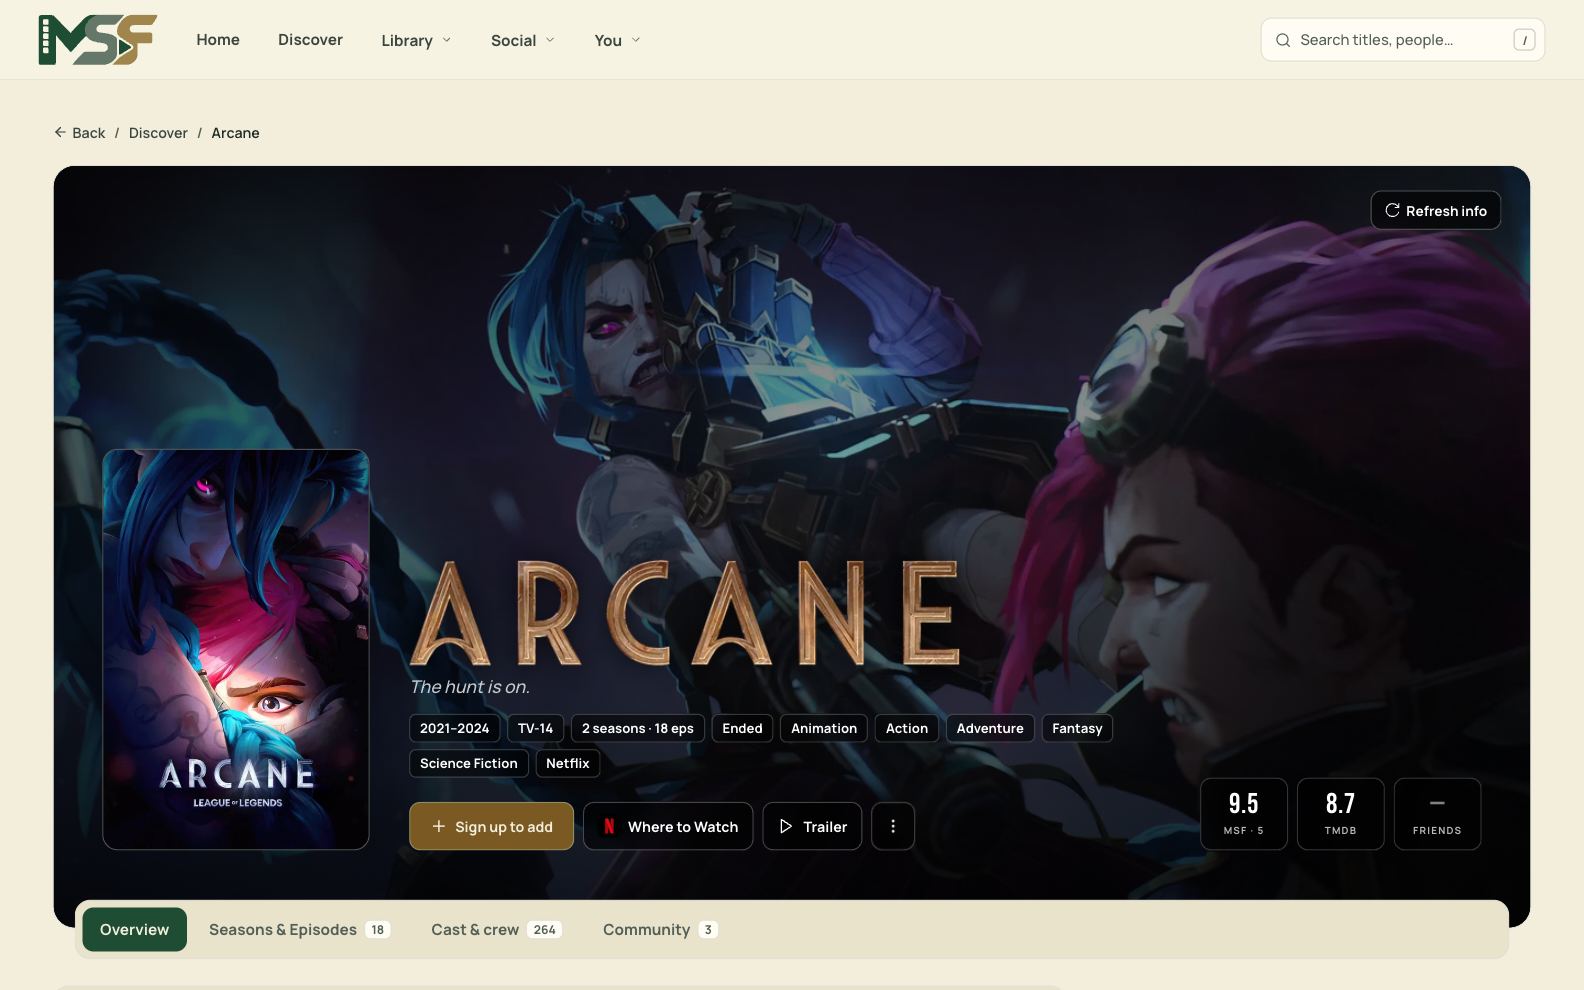 MSF
Home
Discover
Library
Social
You
Search titles, people...
/
Back / Discover / Arcane
Refresh info
ARCANE
LEAGUE OF LEGENDS
ARCANE
The hunt is on.
2021–2024
TV-14
2 seasons · 18 eps
Ended
Animation
Action
Adventure
Fantasy
Science Fiction
Netflix
Sign up to add
N
Where to Watch
Trailer
9.5
MSF · 5
8.7
TMDB
—
FRIENDS
Overview
Seasons & Episodes 18
Cast & crew 264
Community 3